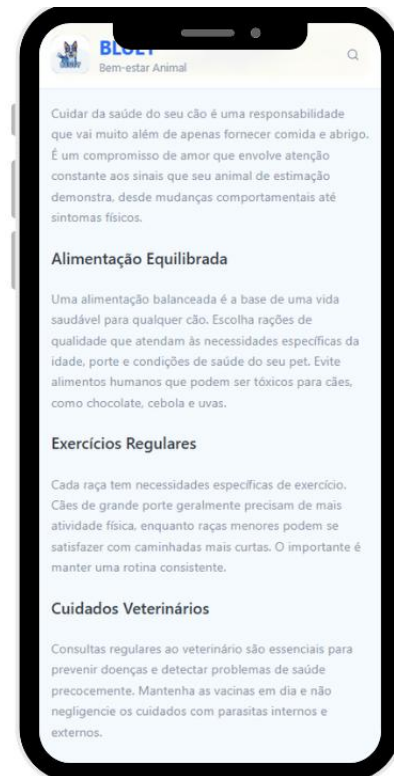 Bem-estar Animal
Cuidar da saúde do seu cão é uma responsabilidade
que vai muito além de apenas fornecer comida e abrigo.
É um compromisso de amor que envolve atenção
constante aos sinais que seu animal de estimação
demonstra, desde mudanças comportamentais até
sintomas físicos.
Alimentação Equilibrada
Uma alimentação balanceada é a base de uma vida
saudável para qualquer cão. Escolha rações de
qualidade que atendam às necessidades específicas da
idade, porte e condições de saúde do seu pet. Evite
alimentos humanos que podem ser tóxicos para cães,
como chocolate, cebola e uvas.
Exercícios Regulares
Cada raça tem necessidades específicas de exercício.
Cães de grande porte geralmente precisam de mais
atividade física, enquanto raças menores podem se
satisfazer com caminhadas mais curtas. O importante é
manter uma rotina consistente.
Cuidados Veterinários
Consultas regulares ao veterinário são essenciais para
prevenir doenças e detectar problemas de saúde
precocemente. Mantenha as vacinas em dia e não
negligencie os cuidados com parasitas internos e
externos.